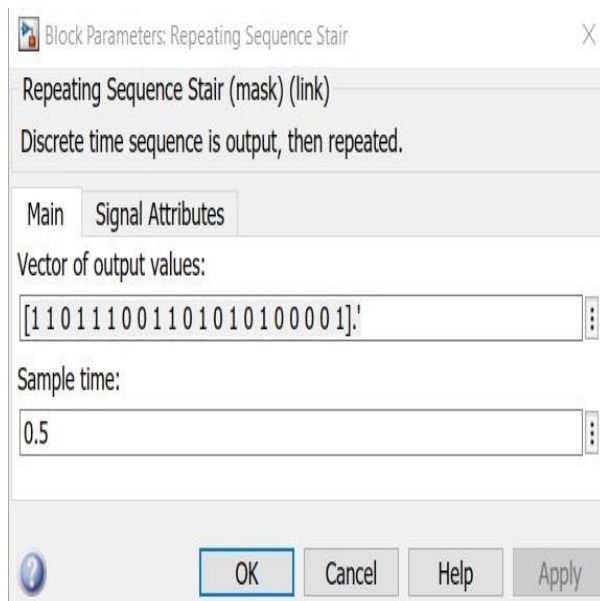 Block Parameters: Repeating Sequence Stair
Repeating Sequence Stair (mask) (link)
Discrete time sequence is output, then repeated.
Main Signal Attributes
Vector of output values:
[1 1 0 1 1 1 0 0 1 1 0 1 0 1 0 1 0 0 0 0 1].'
Sample time:
0.5
OK Cancel Help Apply